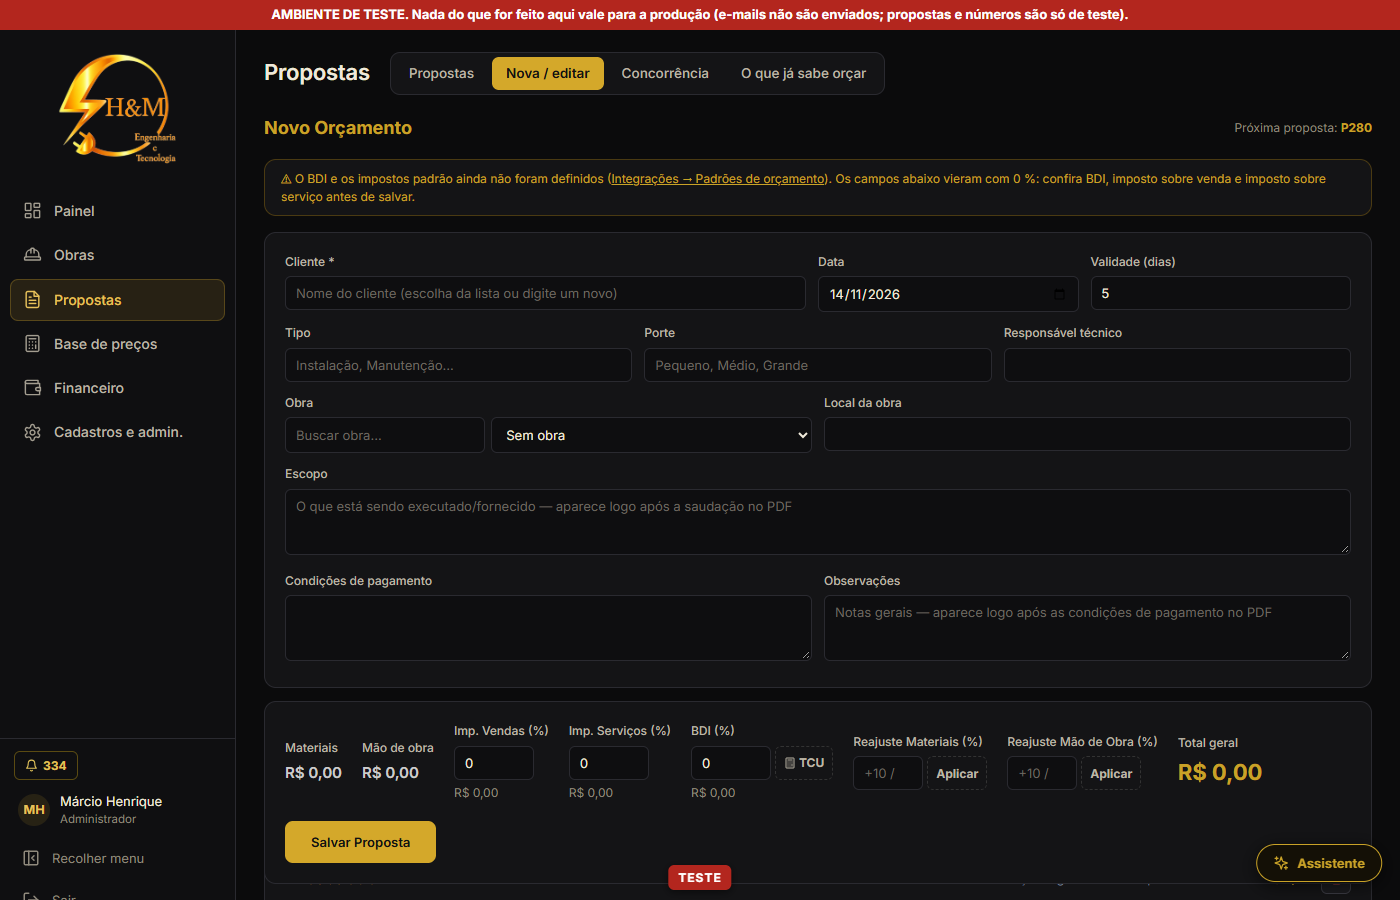 AMBIENTE DE TESTE. Nada do que for feito aqui vale para a produção (e-mails não são enviados; propostas e números são só de teste).
H&M
Engenharia
e
Tecnologia
Painel
Obras
Propostas
Base de preços
Financeiro
Cadastros e admin.
334
MH
Márcio Henrique
Administrador
Recolher menu
Sair
Propostas
Propostas
Nova / editar
Concorrência
O que já sabe orçar
Novo Orçamento
Próxima proposta: P280
⚠ O BDI e os impostos padrão ainda não foram definidos (Integrações → Padrões de orçamento). Os campos abaixo vieram com 0 %: confira BDI, imposto sobre venda e imposto sobre
serviço antes de salvar.
Cliente *
Data
Validade (dias)
Nome do cliente (escolha da lista ou digite um novo)
14/11/2026
5
Tipo
Porte
Responsável técnico
Instalação, Manutenção...
Pequeno, Médio, Grande
Obra
Local da obra
Buscar obra...
Sem obra
Escopo
O que está sendo executado/fornecido — aparece logo após a saudação no PDF
Condições de pagamento
Observações
Notas gerais — aparece logo após as condições de pagamento no PDF
Materiais
R$ 0,00
Mão de obra
R$ 0,00
Imp. Vendas (%)
0
R$ 0,00
Imp. Serviços (%)
0
R$ 0,00
BDI (%)
0
TCU
R$ 0,00
Reajuste Materiais (%)
+10 /
Aplicar
Reajuste Mão de Obra (%)
+10 /
Aplicar
Total geral
R$ 0,00
Salvar Proposta
TESTE
Assistente